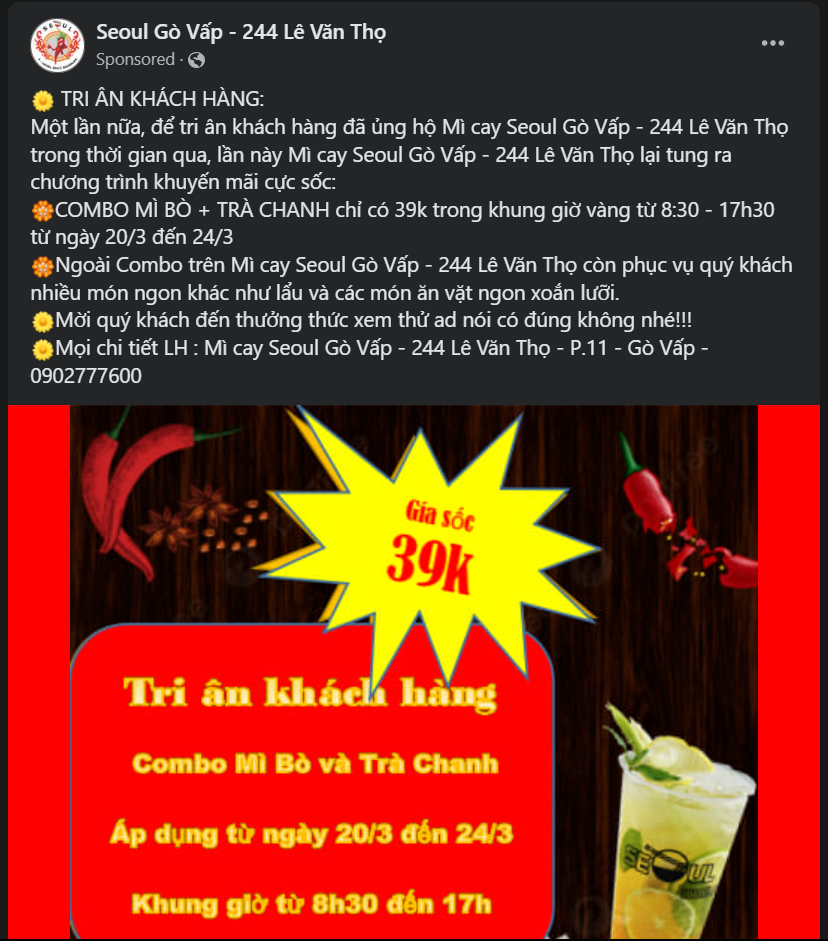 Seoul Gò Vấp - 244 Lê Văn Thọ
Sponsored ·
TRI ÂN KHÁCH HÀNG:
Một lần nữa, để tri ân khách hàng đã ủng hộ Mì cay Seoul Gò Vấp - 244 Lê Văn Thọ
trong thời gian qua, lần này Mì cay Seoul Gò Vấp - 244 Lê Văn Thọ lại tung ra
chương trình khuyến mãi cực sốc:
COMBO MÌ BÒ + TRÀ CHANH chỉ có 39k trong khung giờ vàng từ 8:30 - 17h30
từ ngày 20/3 đến 24/3
Ngoài Combo trên Mì cay Seoul Gò Vấp - 244 Lê Văn Thọ còn phục vụ quý khách
nhiều món ngon khác như lẩu và các món ăn vặt ngon xoắn lưỡi.
Mời quý khách đến thưởng thức xem thử ad nói có đúng không nhé!!!
Mọi chi tiết LH : Mì cay Seoul Gò Vấp - 244 Lê Văn Thọ - P.11 - Gò Vấp -
0902777600
Giá sốc
39k
Tri ân khách hàng
Combo Mì Bò và Trà Chanh
Áp dụng từ ngày 20/3 đến 24/3
Khung giờ từ 8h30 đến 17h
SEOUL